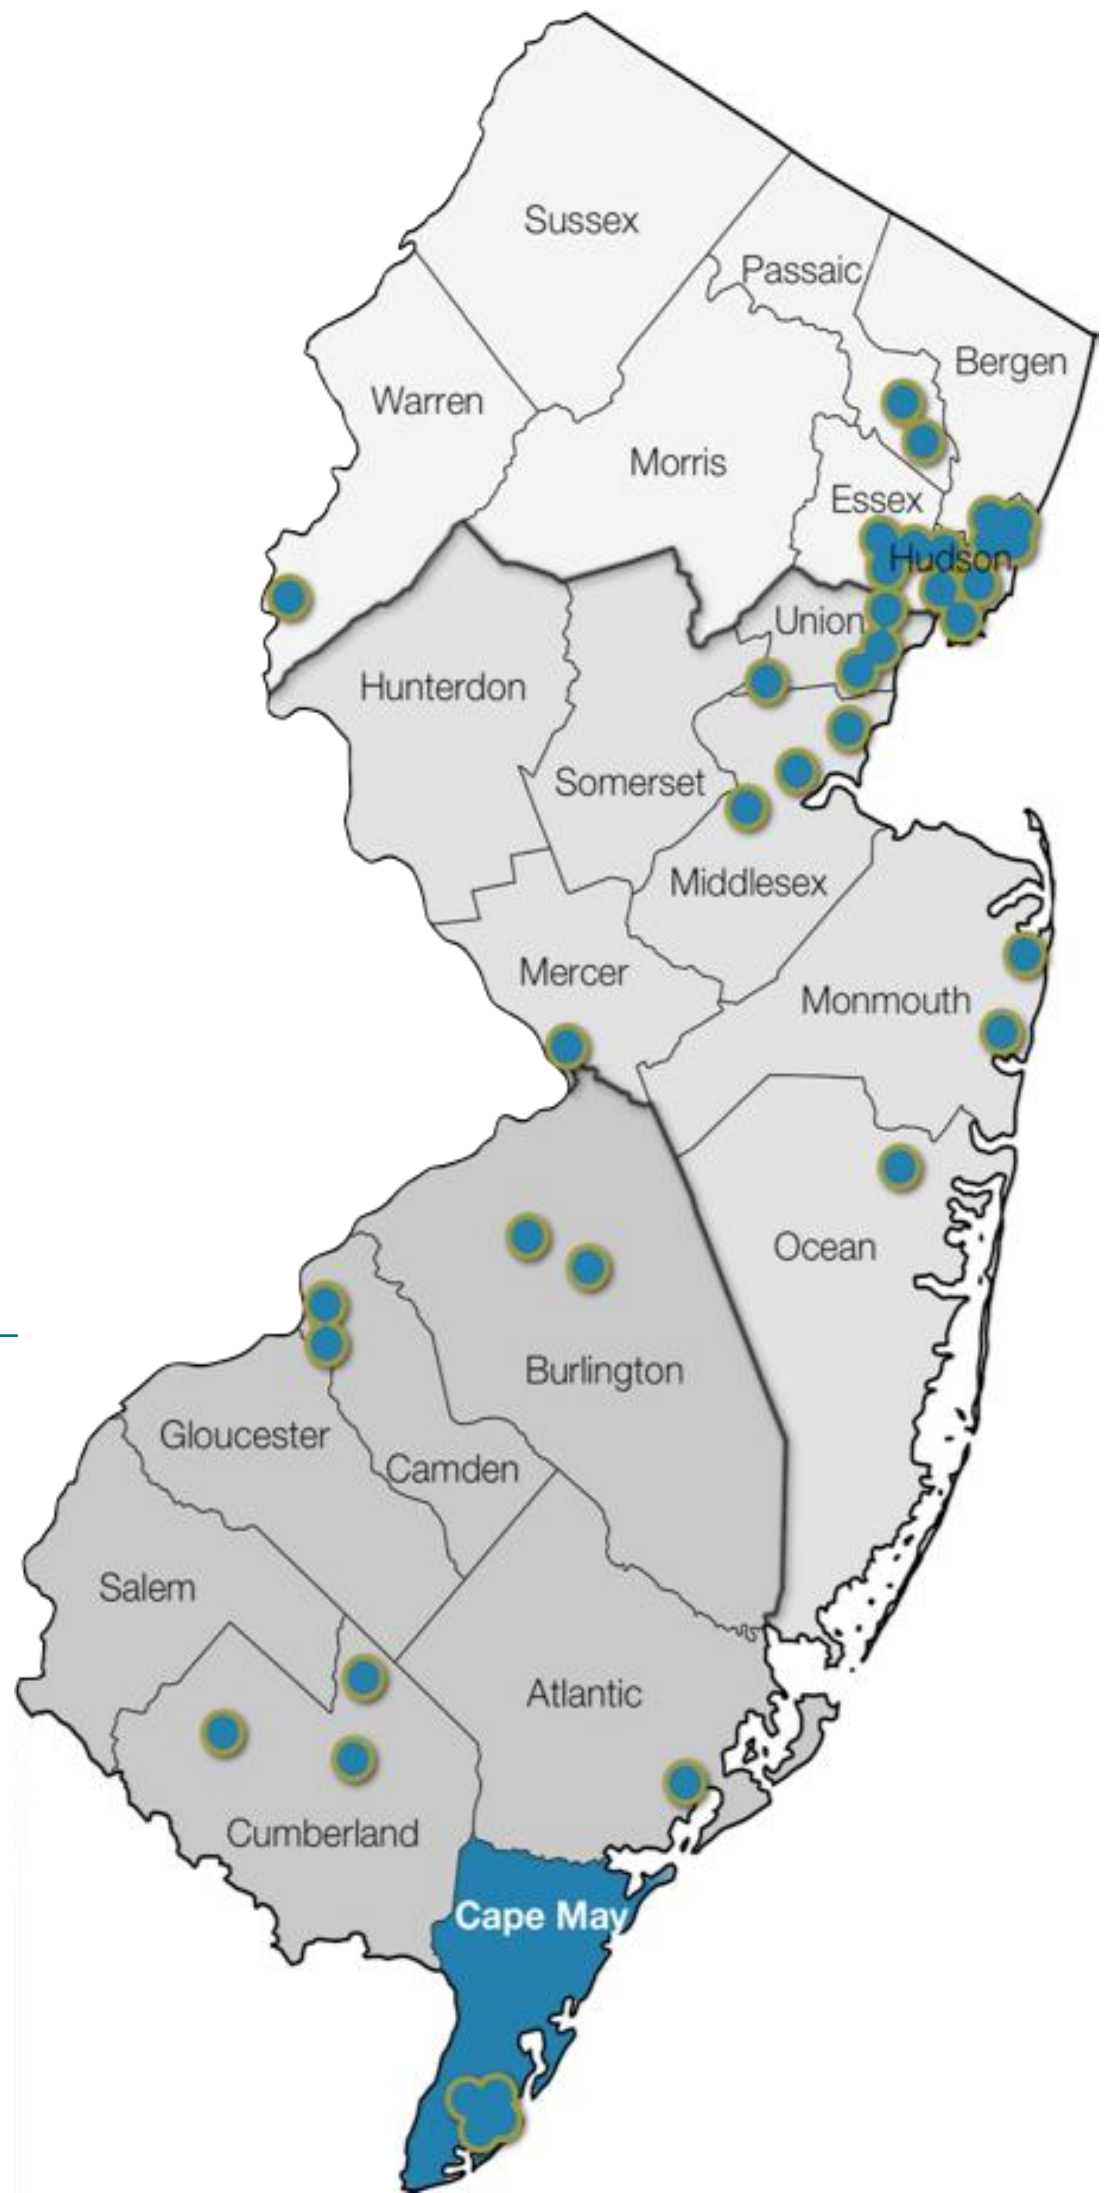 Sussex
Passaic
Bergen
Warren
Morris
Essex
Hudson
Union
Hunterdon
Somerset
Middlesex
Mercer
Monmouth
Ocean
Burlington
Gloucester
Camden
Salem
Atlantic
Cumberland
Cape May